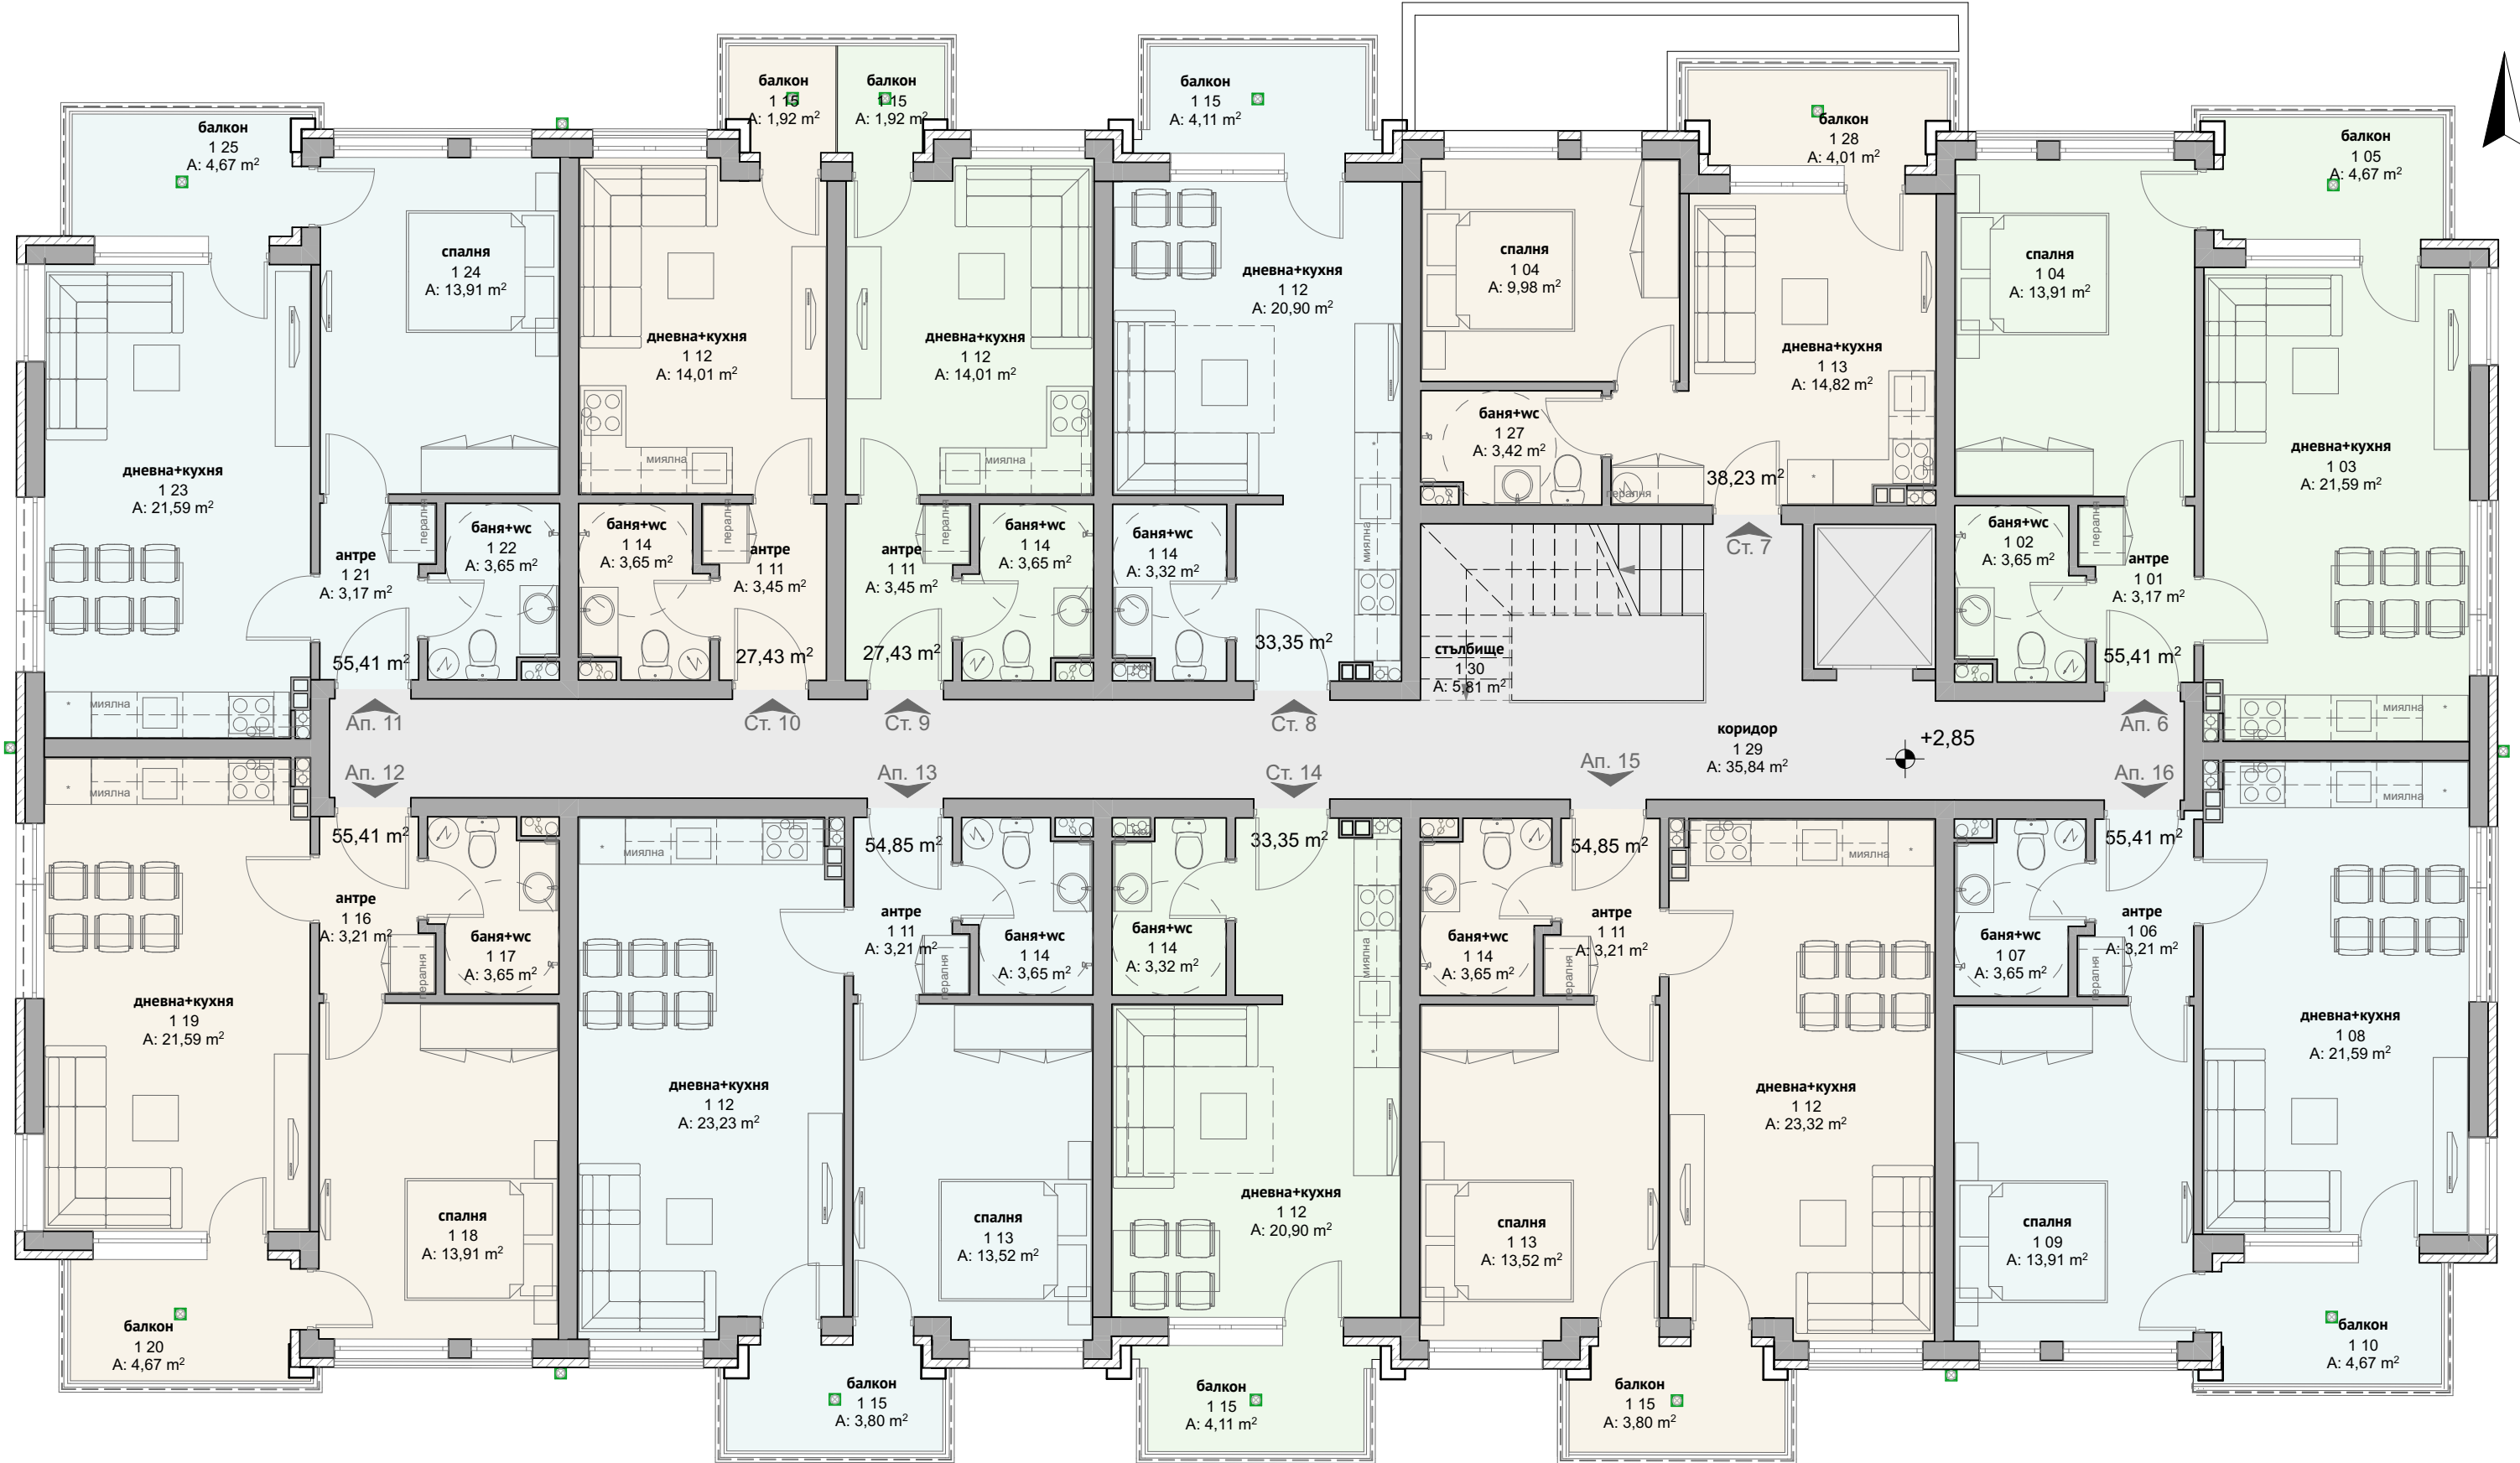 балкон
1 25
A: 4,67 m²
спалня
1 24
A: 13,91 m²
дневна+кухня
1 23
A: 21,59 m²
антре
1 21
A: 3,17 m²
пералня
баня+wc
1 22
A: 3,65 m²
55,41 m²
миялна
Ап. 11
балкон
1 15
A: 1,92 m²
дневна+кухня
1 12
A: 14,01 m²
миялна
баня+wc
1 14
A: 3,65 m²
пералня
антре
1 11
A: 3,45 m²
27,43 m²
Ст. 10
балкон
1 15
A: 1,92 m²
дневна+кухня
1 12
A: 14,01 m²
миялна
антре
1 11
A: 3,45 m²
пералня
баня+wc
1 14
A: 3,65 m²
27,43 m²
Ст. 9
балкон
1 15
A: 4,11 m²
дневна+кухня
1 12
A: 20,90 m²
баня+wc
1 14
A: 3,32 m²
миялна
33,35 m²
Ст. 8
спалня
1 04
A: 9,98 m²
балкон
1 28
A: 4,01 m²
дневна+кухня
1 13
A: 14,82 m²
баня+wc
1 27
A: 3,42 m²
пералня
38,23 m²
Ст. 7
стълбище
1 30
A: 5,81 m²
коридор
1 29
A: 35,84 m²
+2,85
балкон
1 05
A: 4,67 m²
спалня
1 04
A: 13,91 m²
дневна+кухня
1 03
A: 21,59 m²
баня+wc
1 02
A: 3,65 m²
пералня
антре
1 01
A: 3,17 m²
55,41 m²
миялна
Ап. 6
Ап. 12
миялна
55,41 m²
антре
1 16
A: 3,21 m²
пералня
баня+wc
1 17
A: 3,65 m²
дневна+кухня
1 19
A: 21,59 m²
спалня
1 18
A: 13,91 m²
балкон
1 20
A: 4,67 m²
Ап. 13
миялна
54,85 m²
антре
1 11
A: 3,21 m²
пералня
баня+wc
1 14
A: 3,65 m²
дневна+кухня
1 12
A: 23,23 m²
спалня
1 13
A: 13,52 m²
балкон
1 15
A: 3,80 m²
Ст. 14
33,35 m²
баня+wc
1 14
A: 3,32 m²
миялна
дневна+кухня
1 12
A: 20,90 m²
балкон
1 15
A: 4,11 m²
Ап. 15
54,85 m²
миялна
баня+wc
1 14
A: 3,65 m²
пералня
антре
1 11
A: 3,21 m²
дневна+кухня
1 12
A: 23,32 m²
спалня
1 13
A: 13,52 m²
балкон
1 15
A: 3,80 m²
Ап. 16
55,41 m²
миялна
баня+wc
1 07
A: 3,65 m²
пералня
антре
1 06
A: 3,21 m²
дневна+кухня
1 08
A: 21,59 m²
спалня
1 09
A: 13,91 m²
балкон
1 10
A: 4,67 m²